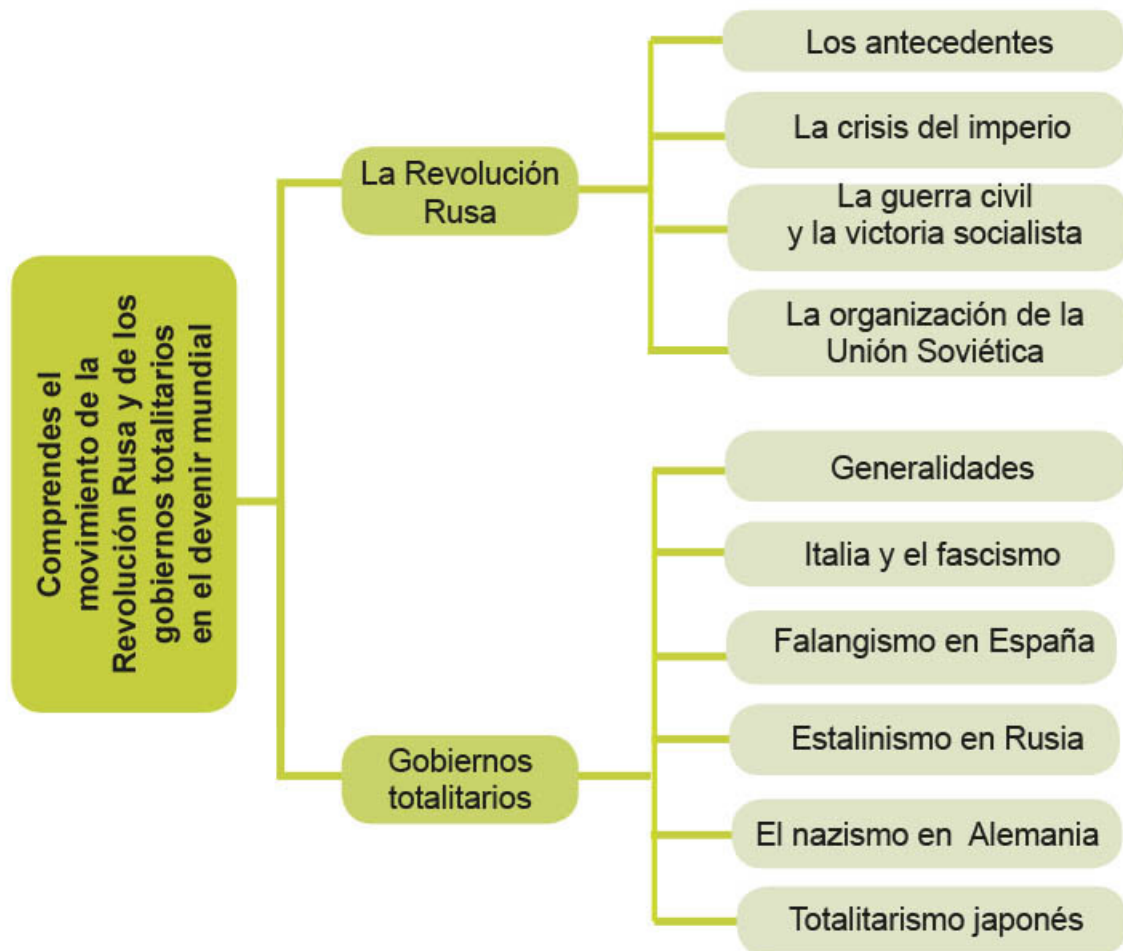 Comprendes el
movimiento de la
Revolución Rusa y de los
gobiernos totalitarios
en el devenir mundial
La Revolución
Rusa
Los antecedentes
La crisis del imperio
La guerra civil
y la victoria socialista
La organización de la
Unión Soviética
Gobiernos
totalitarios
Generalidades
Italia y el fascismo
Falangismo en España
Estalinismo en Rusia
El nazismo en Alemania
Totalitarismo japonés